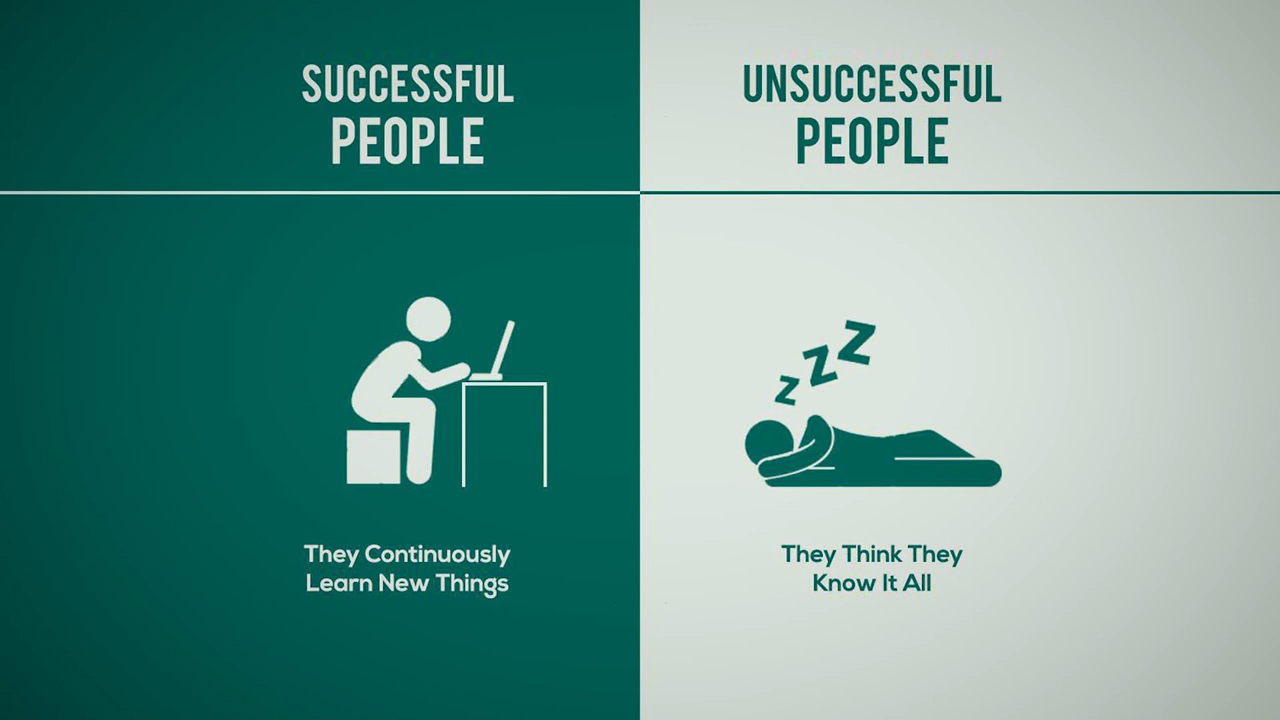 SUCCESSFUL
PEOPLE
They Continuously
Learn New Things
UNSUCCESSFUL
PEOPLE
z z z
They Think They
Know It All